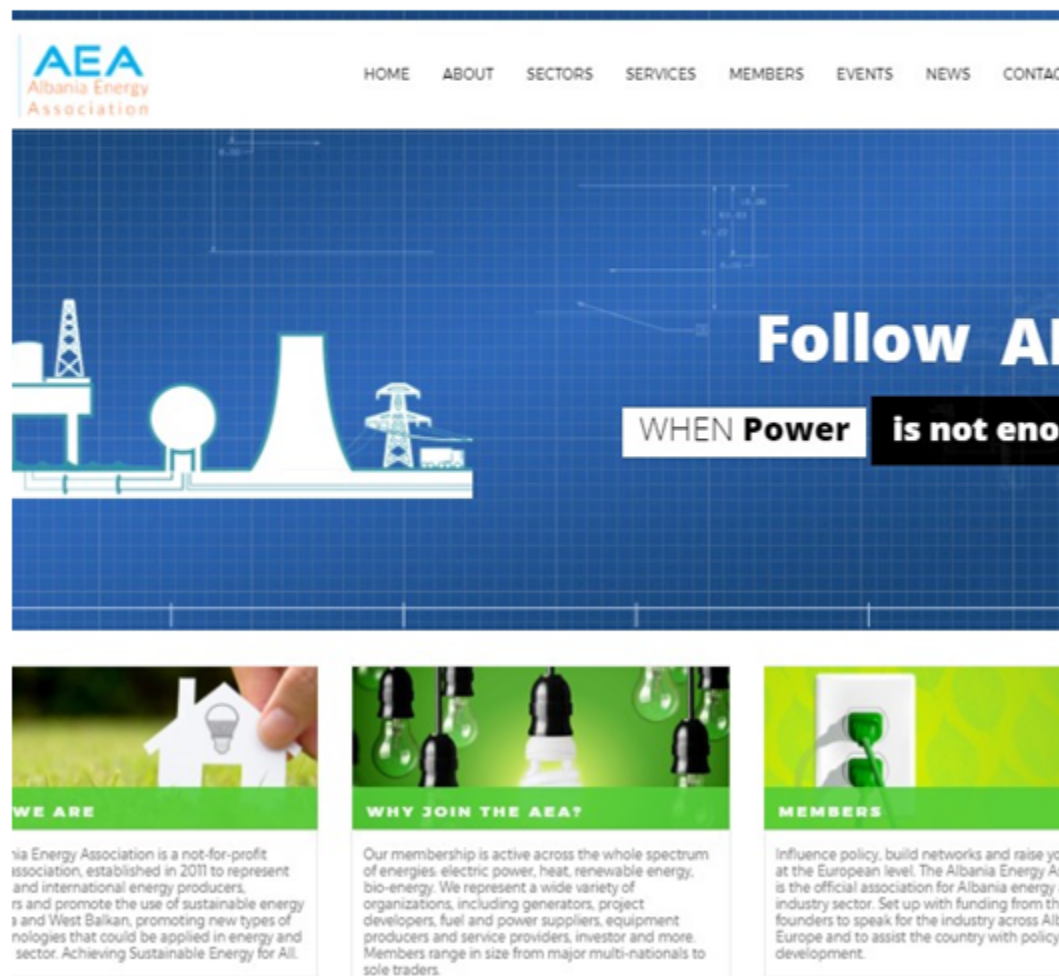 AEA
Albania Energy
Association
HOME ABOUT SECTORS SERVICES MEMBERS EVENTS NEWS CONTAC
Follow A
WHEN Power is not eno
WE ARE
nia Energy Association is a not-for-profit
association, established in 2011 to represent
and international energy producers,
rs and promote the use of sustainable energy
a and West Balkan, promoting new types of
nologies that could be applied in energy and
sector. Achieving Sustainable Energy for All.
WHY JOIN THE AEA?
Our membership is active across the whole spectrum
of energies: electric power, heat, renewable energy,
bio-energy. We represent a wide variety of
organizations, including generators, project
developers, fuel and power suppliers, equipment
producers and service providers, investor and more.
Members range in size from major multi-nationals to
sole traders.
MEMBERS
Influence policy, build networks and raise yo
at the European level. The Albania Energy A
is the official association for Albania energy
industry sector. Set up with funding from th
founders to speak for the industry across Al
Europe and to assist the country with policy
development.